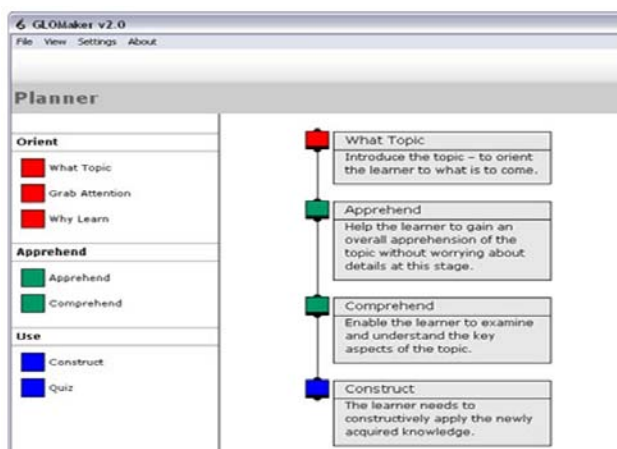 GLOMaker v2.0
File View Settings About
Planner
Orient
What Topic
Grab Attention
Why Learn
Apprehend
Apprehend
Comprehend
Use
Construct
Quiz
What Topic
Introduce the topic – to orient
the learner to what is to come.
Apprehend
Help the learner to gain an
overall apprehension of the
topic without worrying about
details at this stage.
Comprehend
Enable the learner to examine
and understand the key
aspects of the topic.
Construct
The learner needs to
constructively apply the newly
acquired knowledge.